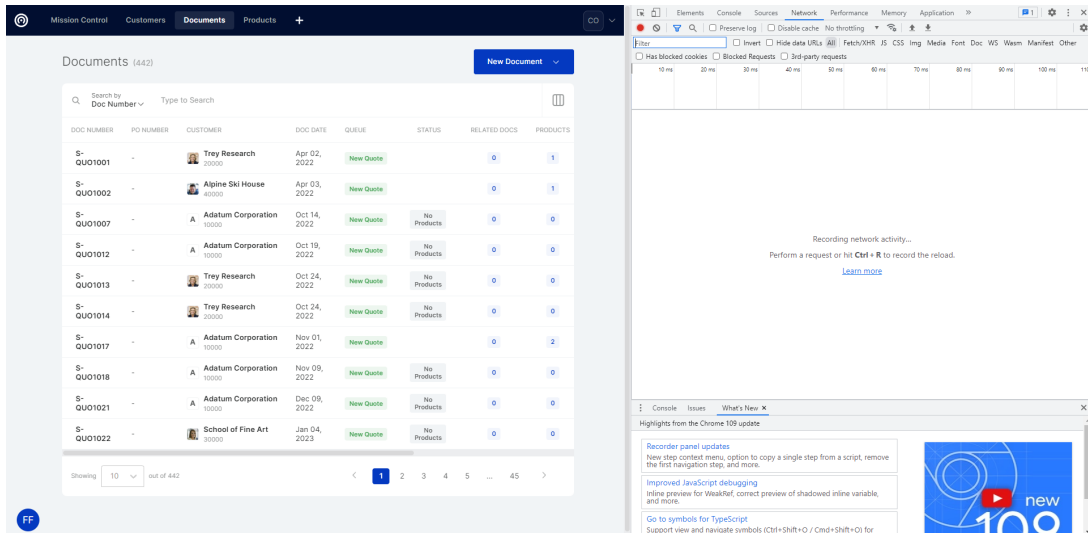 Mission Control Customers Documents Products + CO
Documents (442)
New Document
Search by
Doc Number
Type to Search
DOC NUMBER PO NUMBER CUSTOMER DOC DATE QUEUE STATUS RELATED DOCS PRODUCTS
S-QUO1001 - Trey Research 20000 Apr 02, 2022 New Quote 0 1
S-QUO1002 - Alpine Ski House 40000 Apr 03, 2022 New Quote 0 1
S-QUO1007 - A Adatum Corporation 10000 Oct 14, 2022 New Quote No Products 0 0
S-QUO1012 - A Adatum Corporation 10000 Oct 19, 2022 New Quote No Products 0 0
S-QUO1013 - Trey Research 20000 Oct 24, 2022 New Quote No Products 0 0
S-QUO1014 - Trey Research 20000 Oct 24, 2022 New Quote No Products 0 0
S-QUO1017 - A Adatum Corporation 10000 Nov 01, 2022 New Quote 0 2
S-QUO1018 - A Adatum Corporation 10000 Nov 09, 2022 New Quote No Products 0 0
S-QUO1021 - A Adatum Corporation 10000 Dec 09, 2022 New Quote No Products 0 0
S-QUO1022 - School of Fine Art 30000 Jan 04, 2023 New Quote No Products 0 0
Showing 10 out of 442
< 1 2 3 4 5 ... 45 >
FF
Elements Console Sources Network Performance Memory Application » 1
Preserve log Disable cache No throttling
Filter Invert Hide data URLs All Fetch/XHR JS CSS Img Media Font Doc WS Wasm Manifest Other
Has blocked cookies Blocked Requests 3rd-party requests
10 ms 20 ms 30 ms 40 ms 50 ms 60 ms 70 ms 80 ms 90 ms 100 ms 110
Recording network activity...
Perform a request or hit Ctrl + R to record the reload.
Learn more
Console Issues What's New ×
Highlights from the Chrome 109 update
Recorder panel updates
New step context menu, option to copy a single step from a script, remove
the first navigation step, and more.
Improved JavaScript debugging
Inline preview for WeakRef, correct preview of shadowed inline variable,
and more.
Go to symbols for TypeScript
Support view and navigate symbols (Ctrl+Shift+O / Cmd+Shift+O) for
new
109